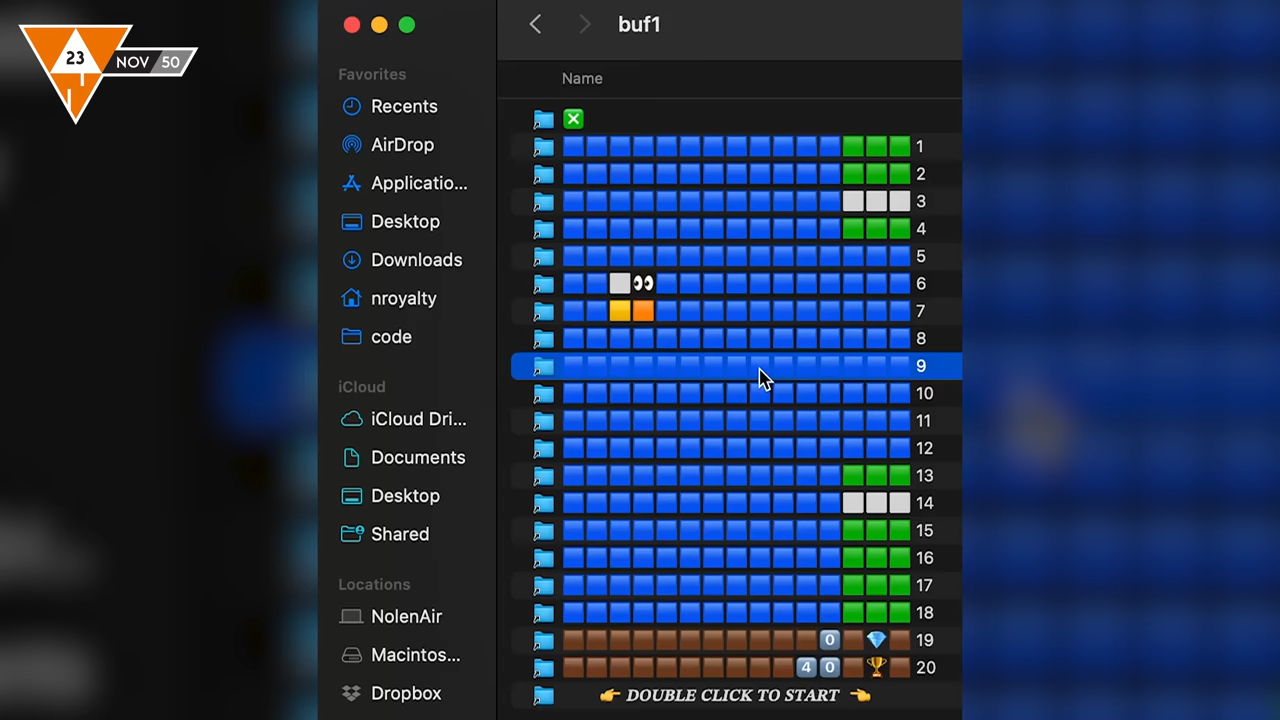 23
NOV 50
buf1
Favorites
Recents
AirDrop
Applicatio...
Desktop
Downloads
nroyalty
code
iCloud
iCloud Dri...
Documents
Desktop
Shared
Locations
NolenAir
Macintos...
Dropbox
Name
1
2
3
4
5
6
7
8
9
10
11
12
13
14
15
16
17
18
0 19
4 0 20
DOUBLE CLICK TO START